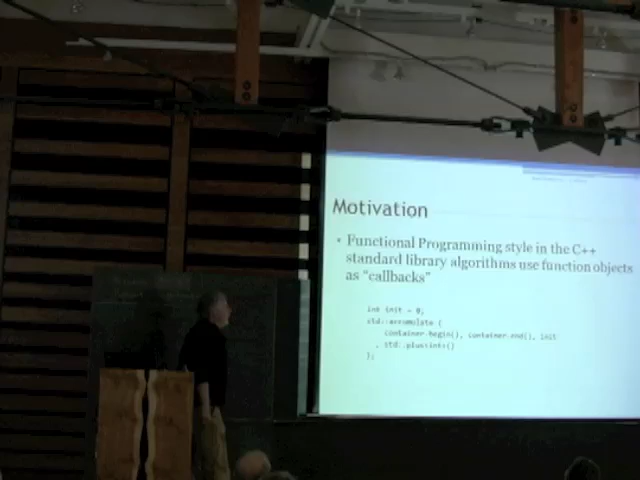 Motivation
• Functional Programming style in the C++
standard library algorithms use function objects
as "callbacks"
int init = 0;
std::accumulate (
container.begin(), container.end(), init
, std::plus<int>()
);